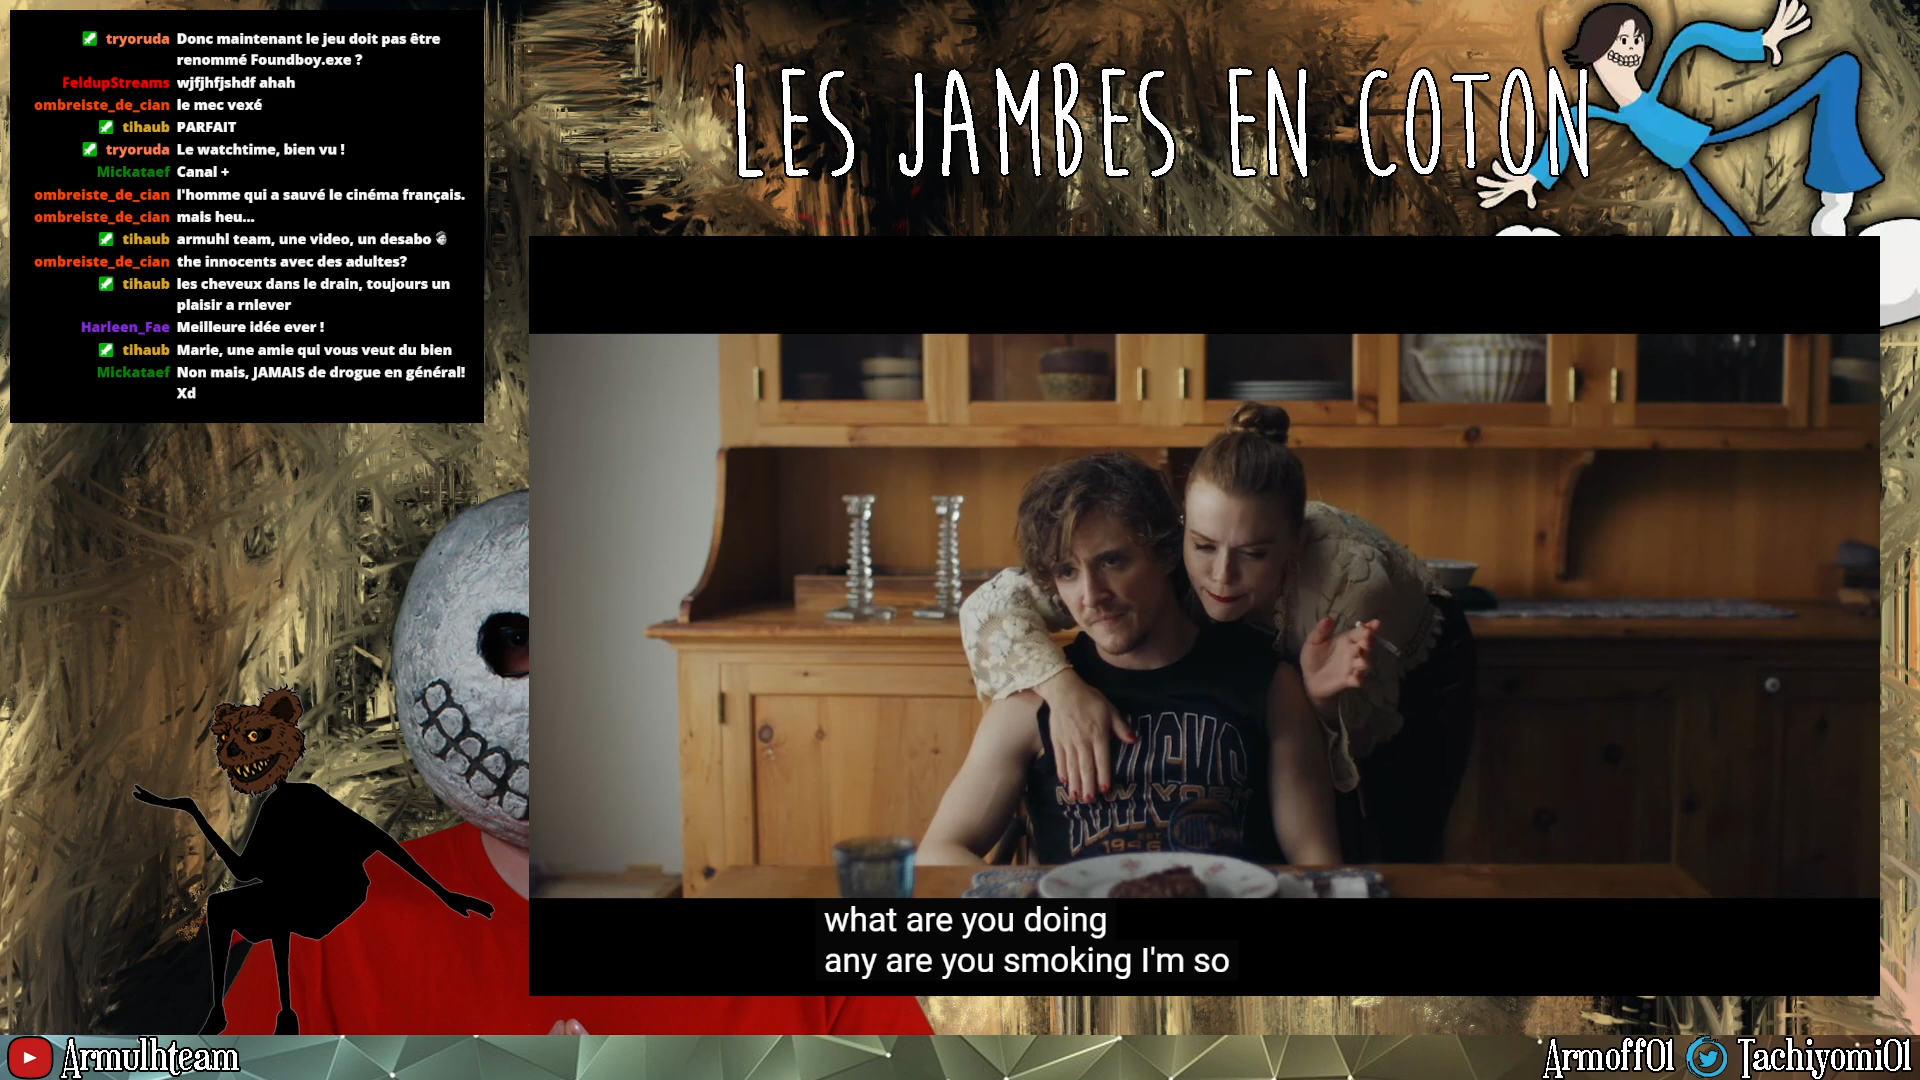 tryoruda Donc maintenant le jeu doit pas être
renommé Foundboy.exe ?
FeldupStreams wjfjhfjshdf ahah
ombreiste_de_cian le mec vexé
tihaub PARFAIT
tryoruda Le watchtime, bien vu !
Mickataef Canal +
ombreiste_de_cian l'homme qui a sauvé le cinéma français.
ombreiste_de_cian mais heu...
tihaub armuhl team, une video, un desabo
ombreiste_de_cian the innocents avec des adultes?
tihaub les cheveux dans le drain, toujours un
plaisir a rnlever
Harleen_Fae Meilleure idée ever !
tihaub Marie, une amie qui vous veut du bien
Mickataef Non mais, JAMAIS de drogue en général!
Xd
LES JAMBES EN COTON
NEW YORK
1946
what are you doing
any are you smoking I'm so
Armulhteam
Armoff01 Tachiyomi01